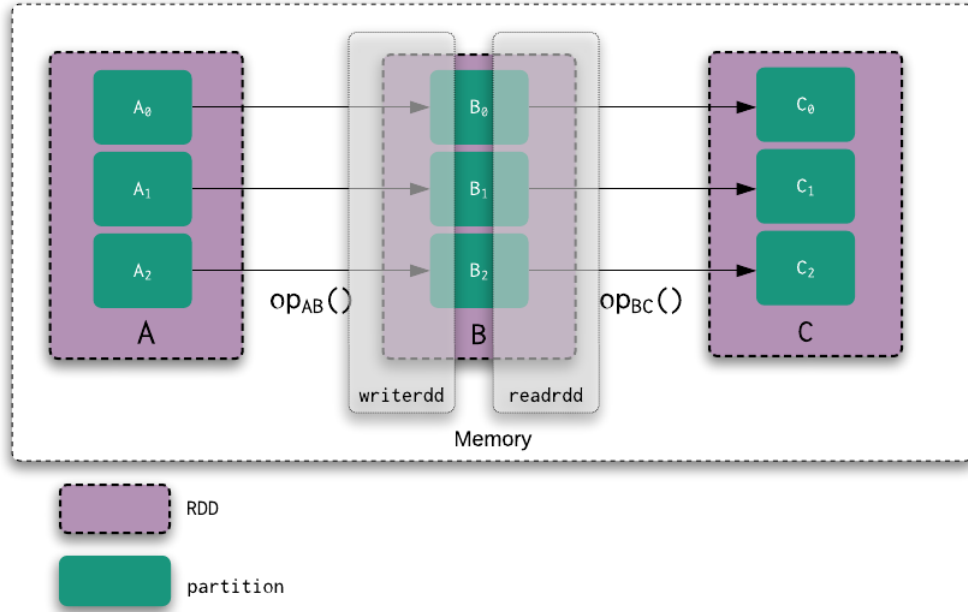 A₀ B₀ C₀
A₁ B₁ C₁
A₂ B₂ C₂
opAB() opBC()
A B C
writerdd readrdd
Memory
RDD
partition